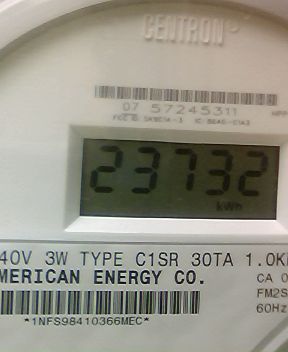 CENTRON®
07 57245311
23732
kWh
40V 3W TYPE C1SR 30TA 1.0K
MERICAN ENERGY CO.
CA 0
FM2S
60Hz
*1NFS98410366MEC*